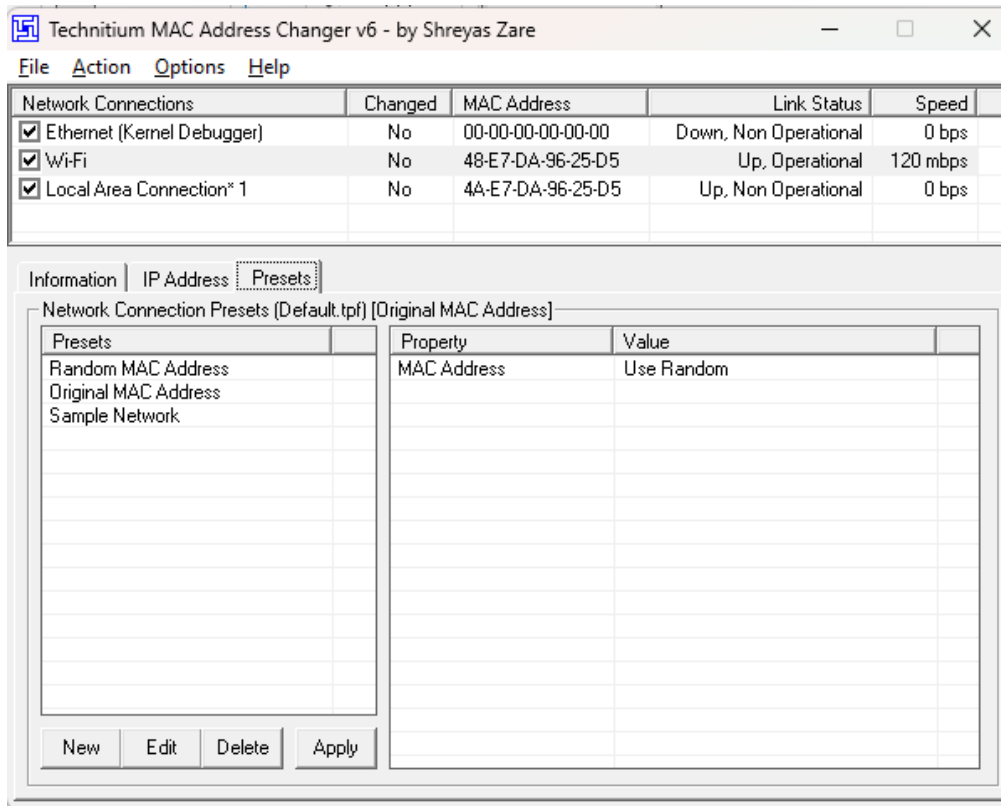 Technitium MAC Address Changer v6 - by Shreyas Zare
File Action Options Help
Network Connections Changed MAC Address Link Status Speed
Ethernet (Kernel Debugger) No 00-00-00-00-00-00 Down, Non Operational 0 bps
Wi-Fi No 48-E7-DA-96-25-D5 Up, Operational 120 mbps
Local Area Connection* 1 No 4A-E7-DA-96-25-D5 Up, Non Operational 0 bps
Information IP Address Presets
Network Connection Presets (Default.tpf) [Original MAC Address]
Presets Property Value
Random MAC Address MAC Address Use Random
Original MAC Address
Sample Network
New Edit Delete Apply